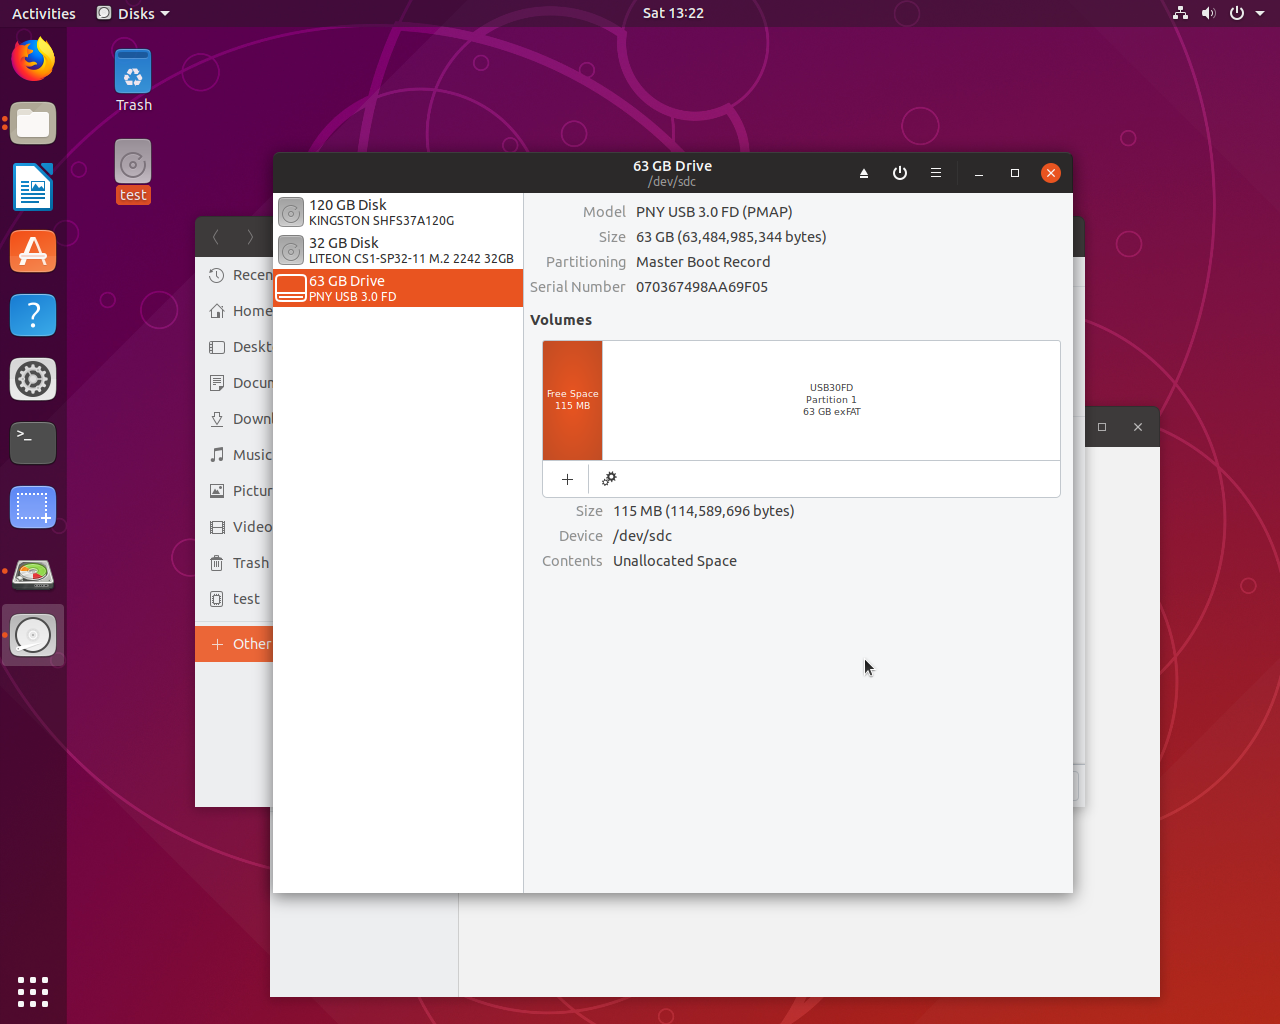 Activities
Disks
Sat 13:22
Trash
test
63 GB Drive
/dev/sdc
120 GB Disk
KINGSTON SHFS37A120G
32 GB Disk
LITEON CS1-SP32-11 M.2 2242 32GB
63 GB Drive
PNY USB 3.0 FD
Model PNY USB 3.0 FD (PMAP)
Size 63 GB (63,484,985,344 bytes)
Partitioning Master Boot Record
Serial Number 070367498AA69F05
Volumes
Free Space
115 MB
USB30FD
Partition 1
63 GB exFAT
Size 115 MB (114,589,696 bytes)
Device /dev/sdc
Contents Unallocated Space
Recen
Home
Deskt
Docun
Downl
Music
Pictur
Video
Trash
test
Other
>_